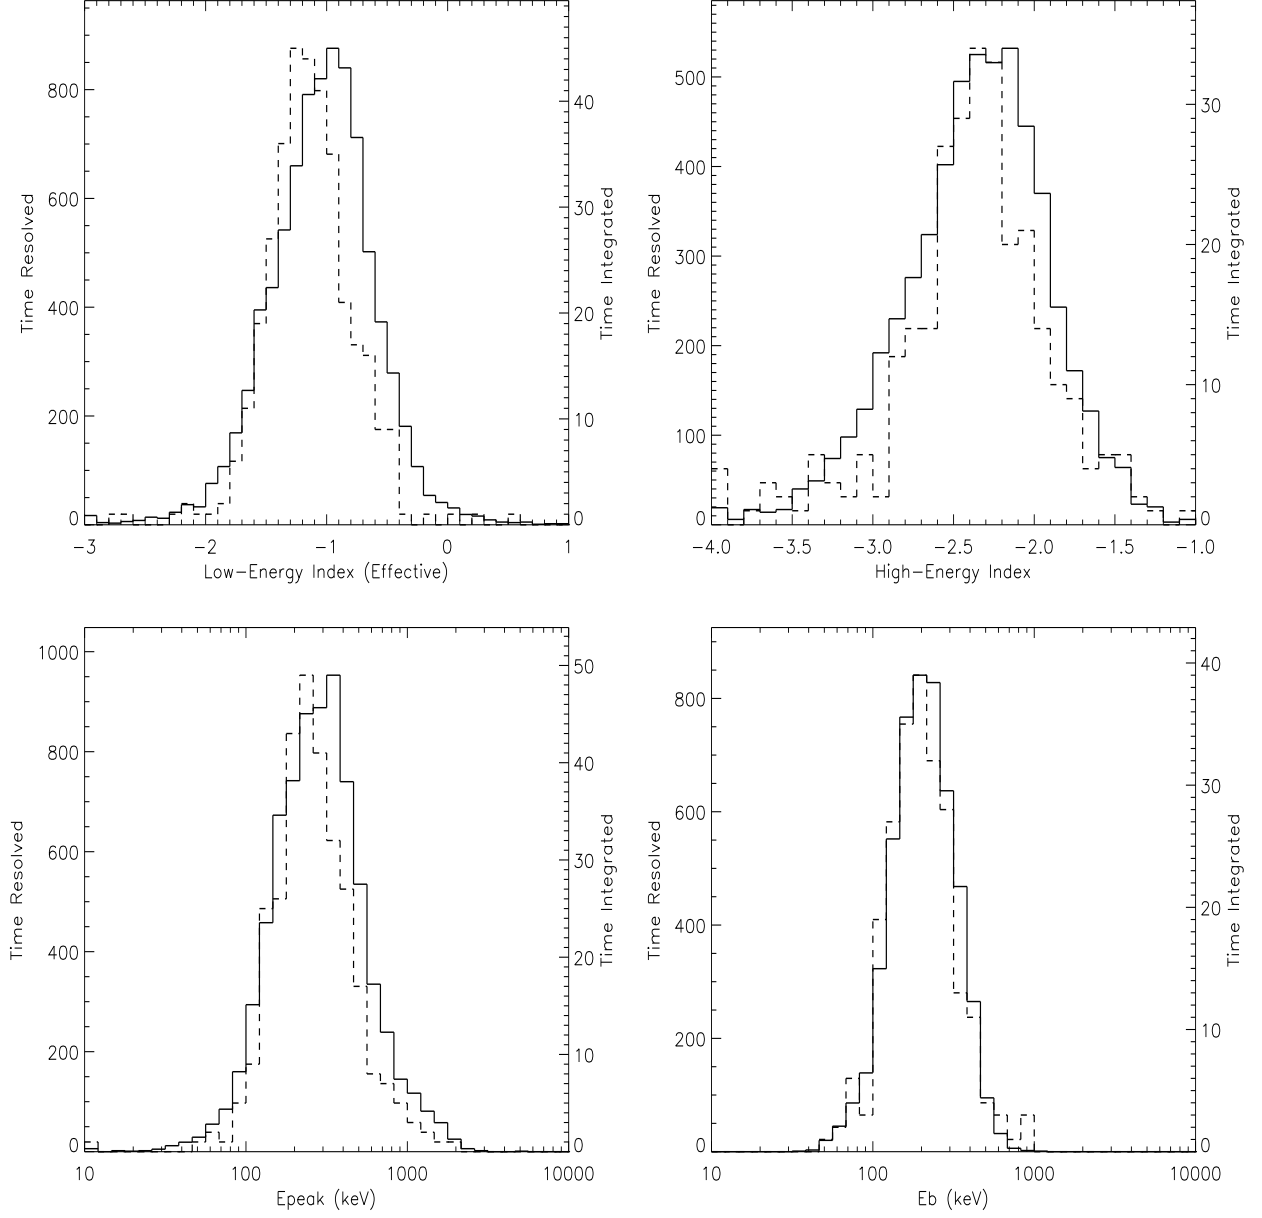 800
600
400
200
0
Time Resolved
40
30
20
10
0
Time Integrated
−3 −2 −1 0 1
Low−Energy Index (Effective)
500
400
300
200
100
0
Time Resolved
30
20
10
0
Time Integrated
−4.0 −3.5 −3.0 −2.5 −2.0 −1.5 −1.0
High−Energy Index
1000
800
600
400
200
0
Time Resolved
50
40
30
20
10
0
Time Integrated
10 100 1000 10000
Epeak (keV)
800
600
400
200
0
Time Resolved
40
30
20
10
0
Time Integrated
10 100 1000 10000
Eb (keV)